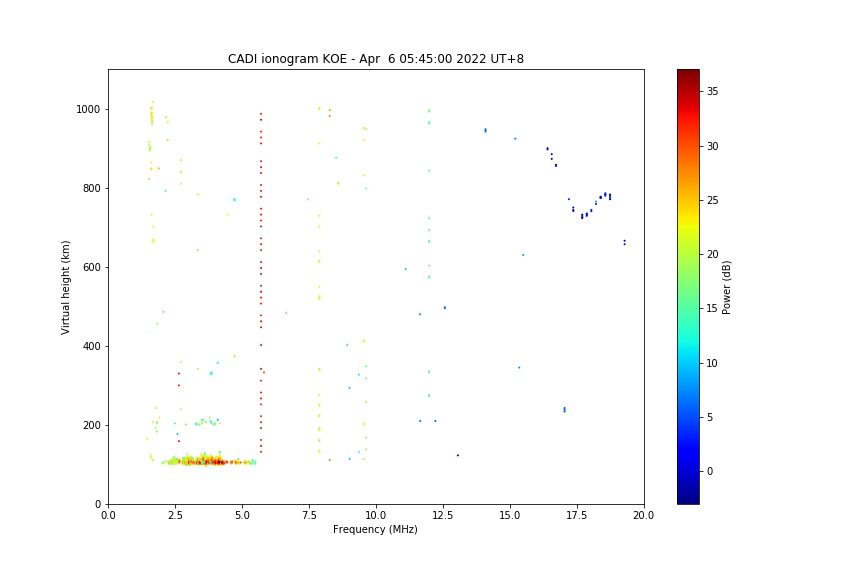 CADI ionogram KOE - Apr  6 05:45:00 2022 UT+8
1000
800
600
400
200
0
Virtual height (km)
0.0 2.5 5.0 7.5 10.0 12.5 15.0 17.5 20.0
Frequency (MHz)
35
30
25
20
15
10
5
0
Power (dB)